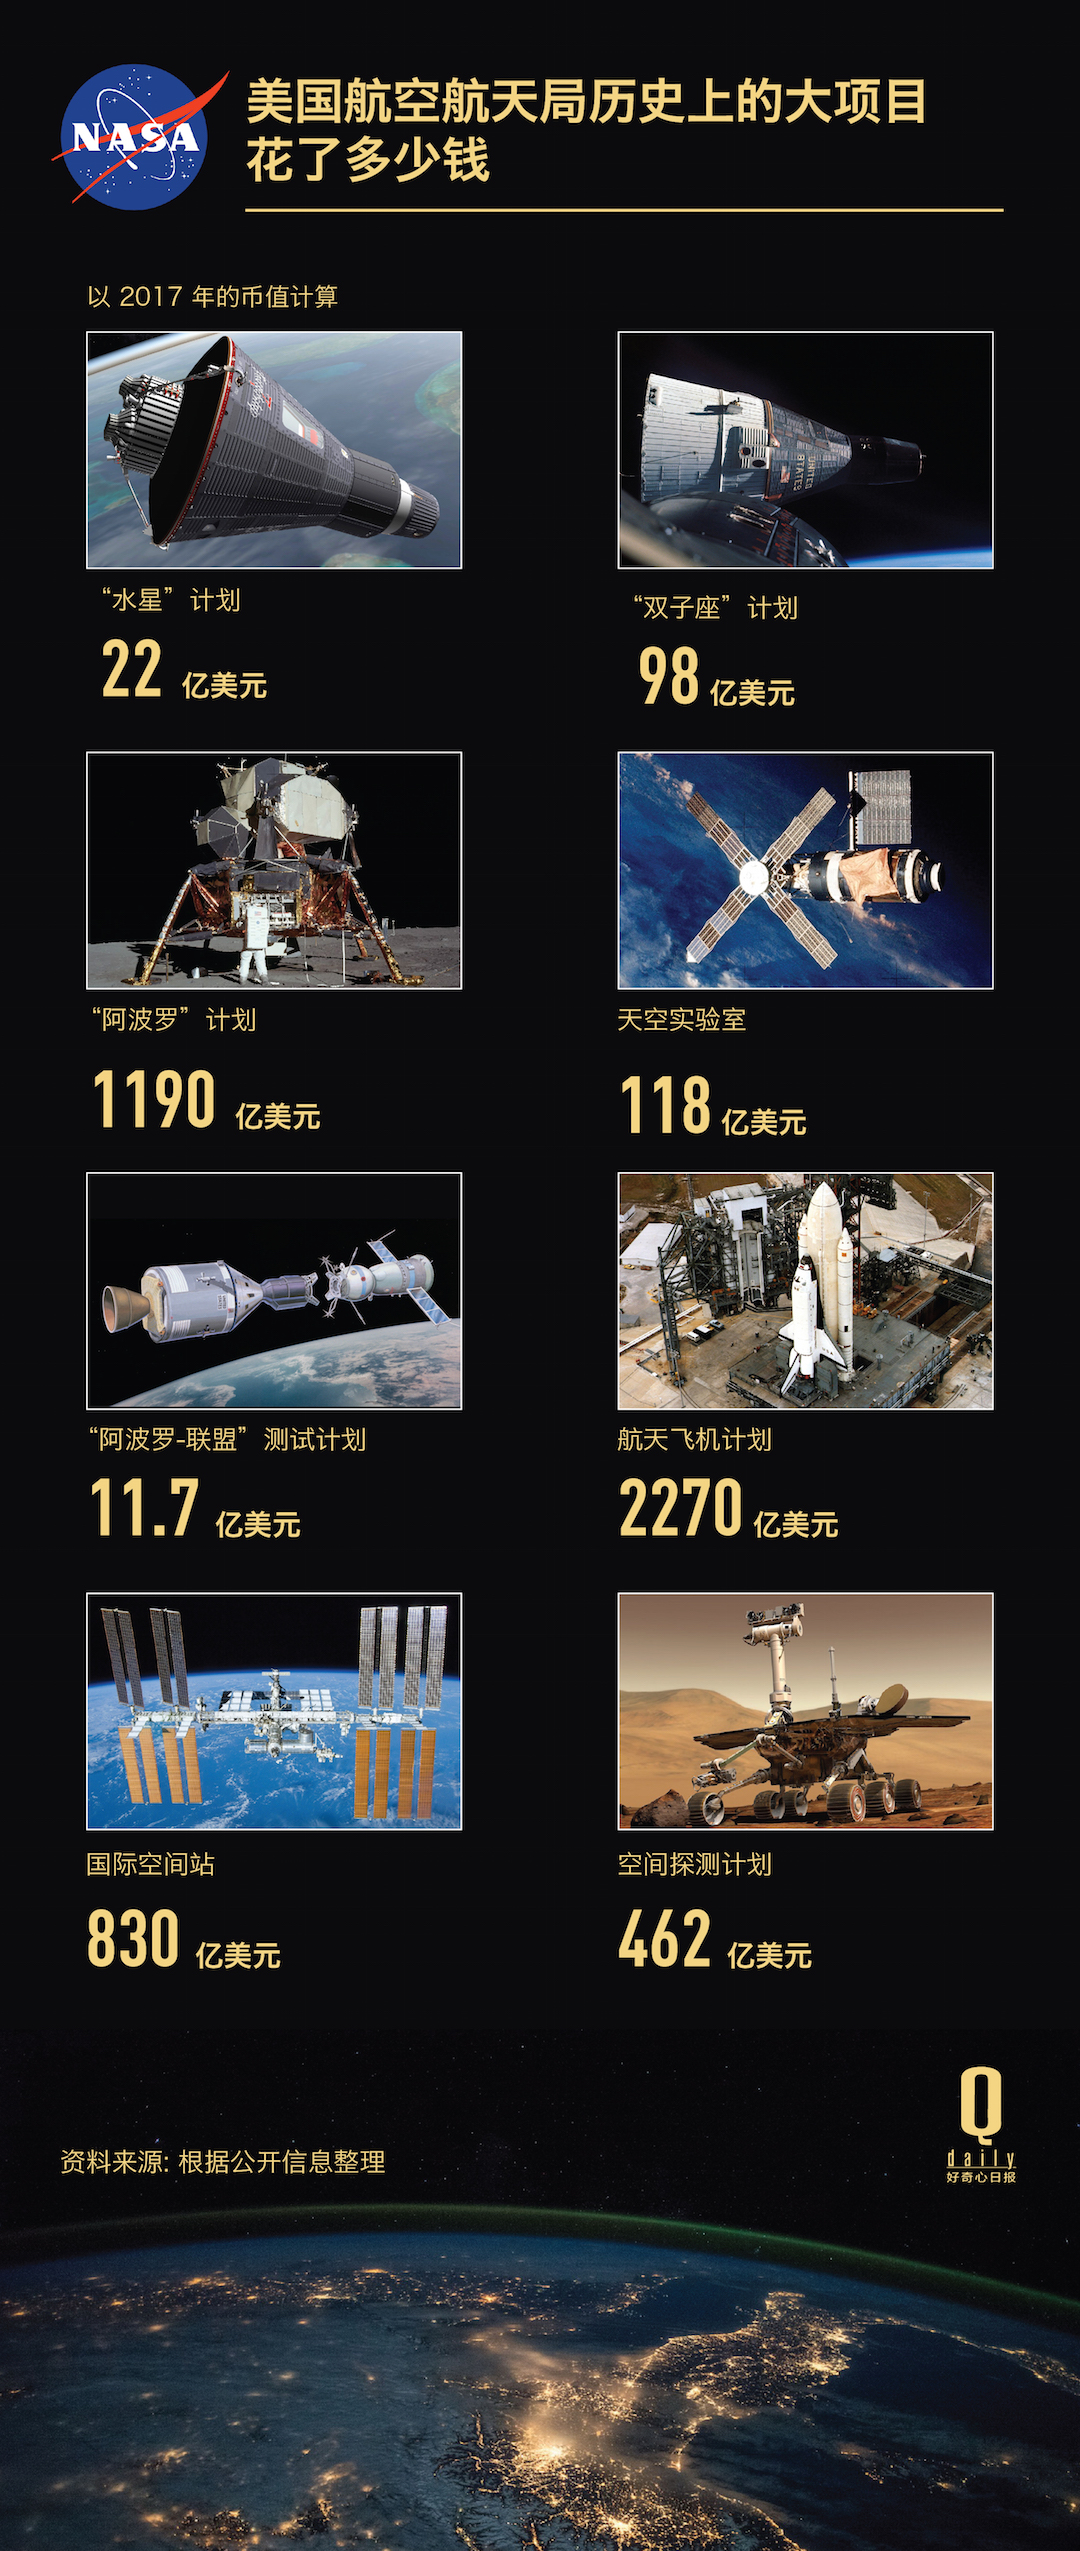 NASA
美国航空航天局历史上的大项目
花了多少钱
以 2017 年的币值计算
UNITED
STATES
“水星”计划
22 亿美元
“双子座”计划
98 亿美元
“阿波罗”计划
1190 亿美元
天空实验室
118 亿美元
“阿波罗-联盟”测试计划
11.7 亿美元
航天飞机计划
2270 亿美元
国际空间站
830 亿美元
空间探测计划
462 亿美元
Q
daily
好奇心日报
资料来源: 根据公开信息整理